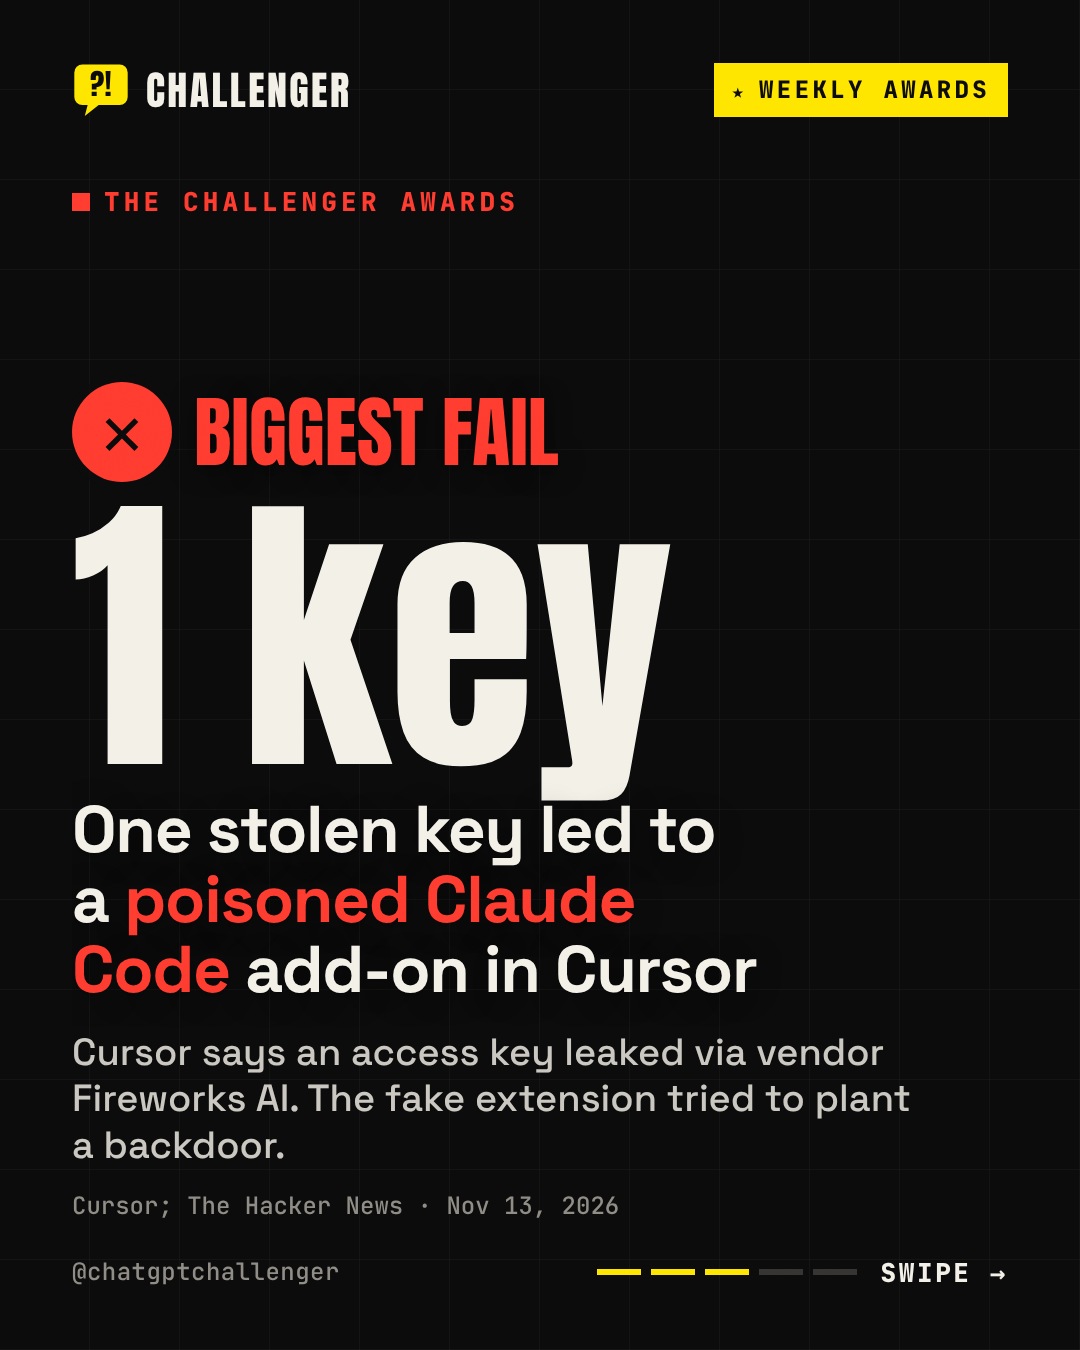 ?! CHALLENGER
★ WEEKLY AWARDS
THE CHALLENGER AWARDS
× BIGGEST FAIL
1 key
One stolen key led to
a poisoned Claude
Code add-on in Cursor
Cursor says an access key leaked via vendor
Fireworks AI. The fake extension tried to plant
a backdoor.
Cursor; The Hacker News · Nov 13, 2026
@chatgptchallenger
SWIPE →